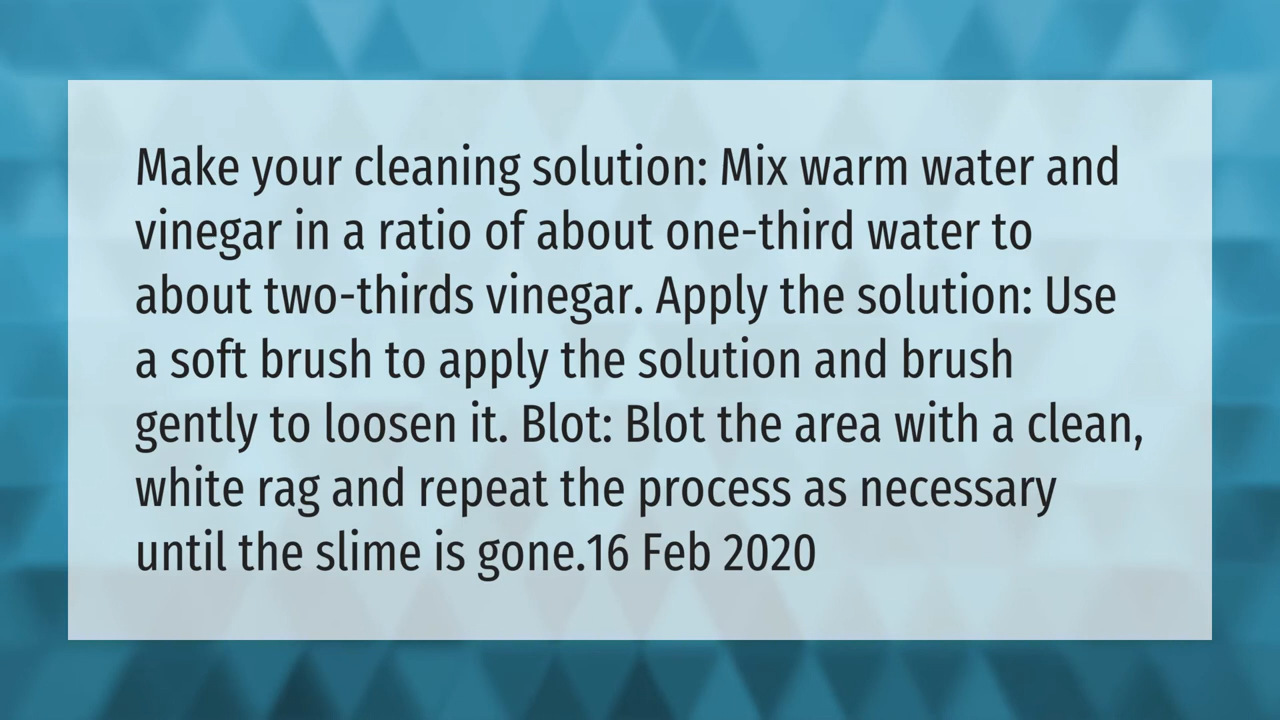 Make your cleaning solution: Mix warm water and
vinegar in a ratio of about one-third water to
about two-thirds vinegar. Apply the solution: Use
a soft brush to apply the solution and brush
gently to loosen it. Blot: Blot the area with a clean,
white rag and repeat the process as necessary
until the slime is gone.16 Feb 2020